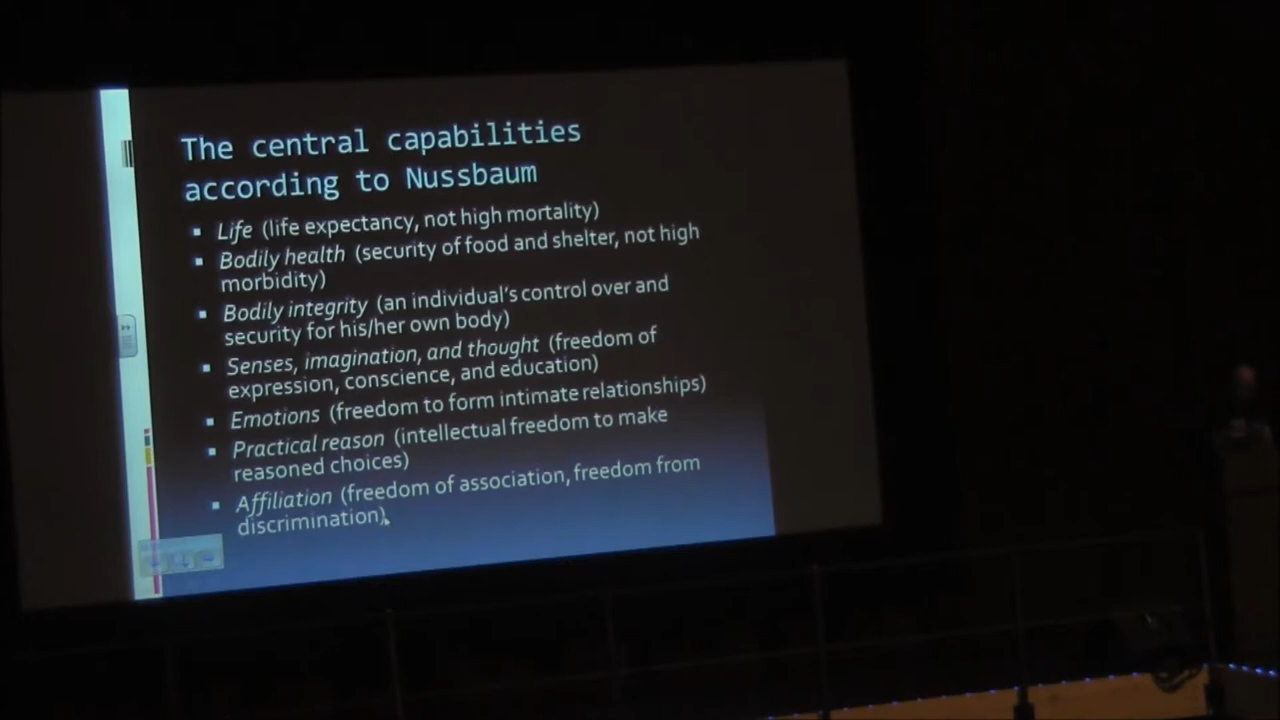 The central capabilities
according to Nussbaum
▪ Life (life expectancy, not high mortality)
▪ Bodily health (security of food and shelter, not high
morbidity)
▪ Bodily integrity (an individual's control over and
security for his/her own body)
▪ Senses, imagination, and thought (freedom of
expression, conscience, and education)
▪ Emotions (freedom to form intimate relationships)
▪ Practical reason (intellectual freedom to make
reasoned choices)
▪ Affiliation (freedom of association, freedom from
discrimination)